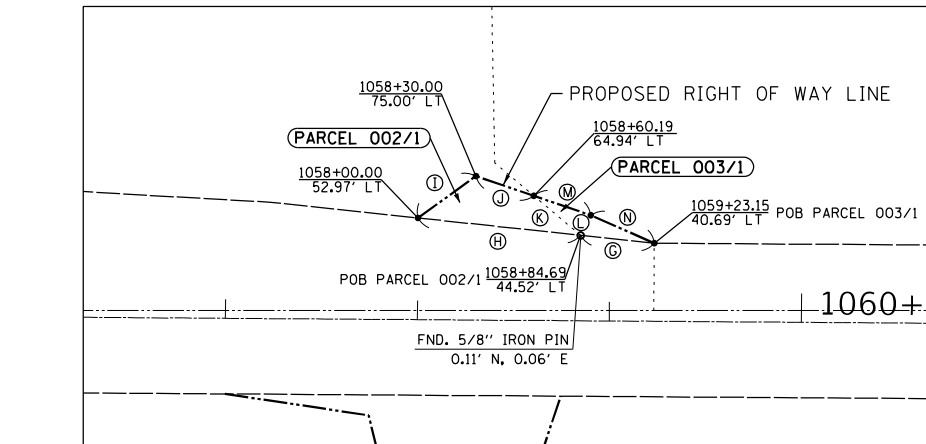 1058+30.00
75.00' LT
PROPOSED RIGHT OF WAY LINE
PARCEL 002/1
1058+60.19
64.94' LT
PARCEL 003/1
1058+00.00
52.97' LT
I
J
M
K
L
N
H
G
1059+23.15
40.69' LT
POB PARCEL 003/1
POB PARCEL 002/1
1058+84.69
44.52' LT
1060+
FND. 5/8" IRON PIN
0.11' N, 0.06' E